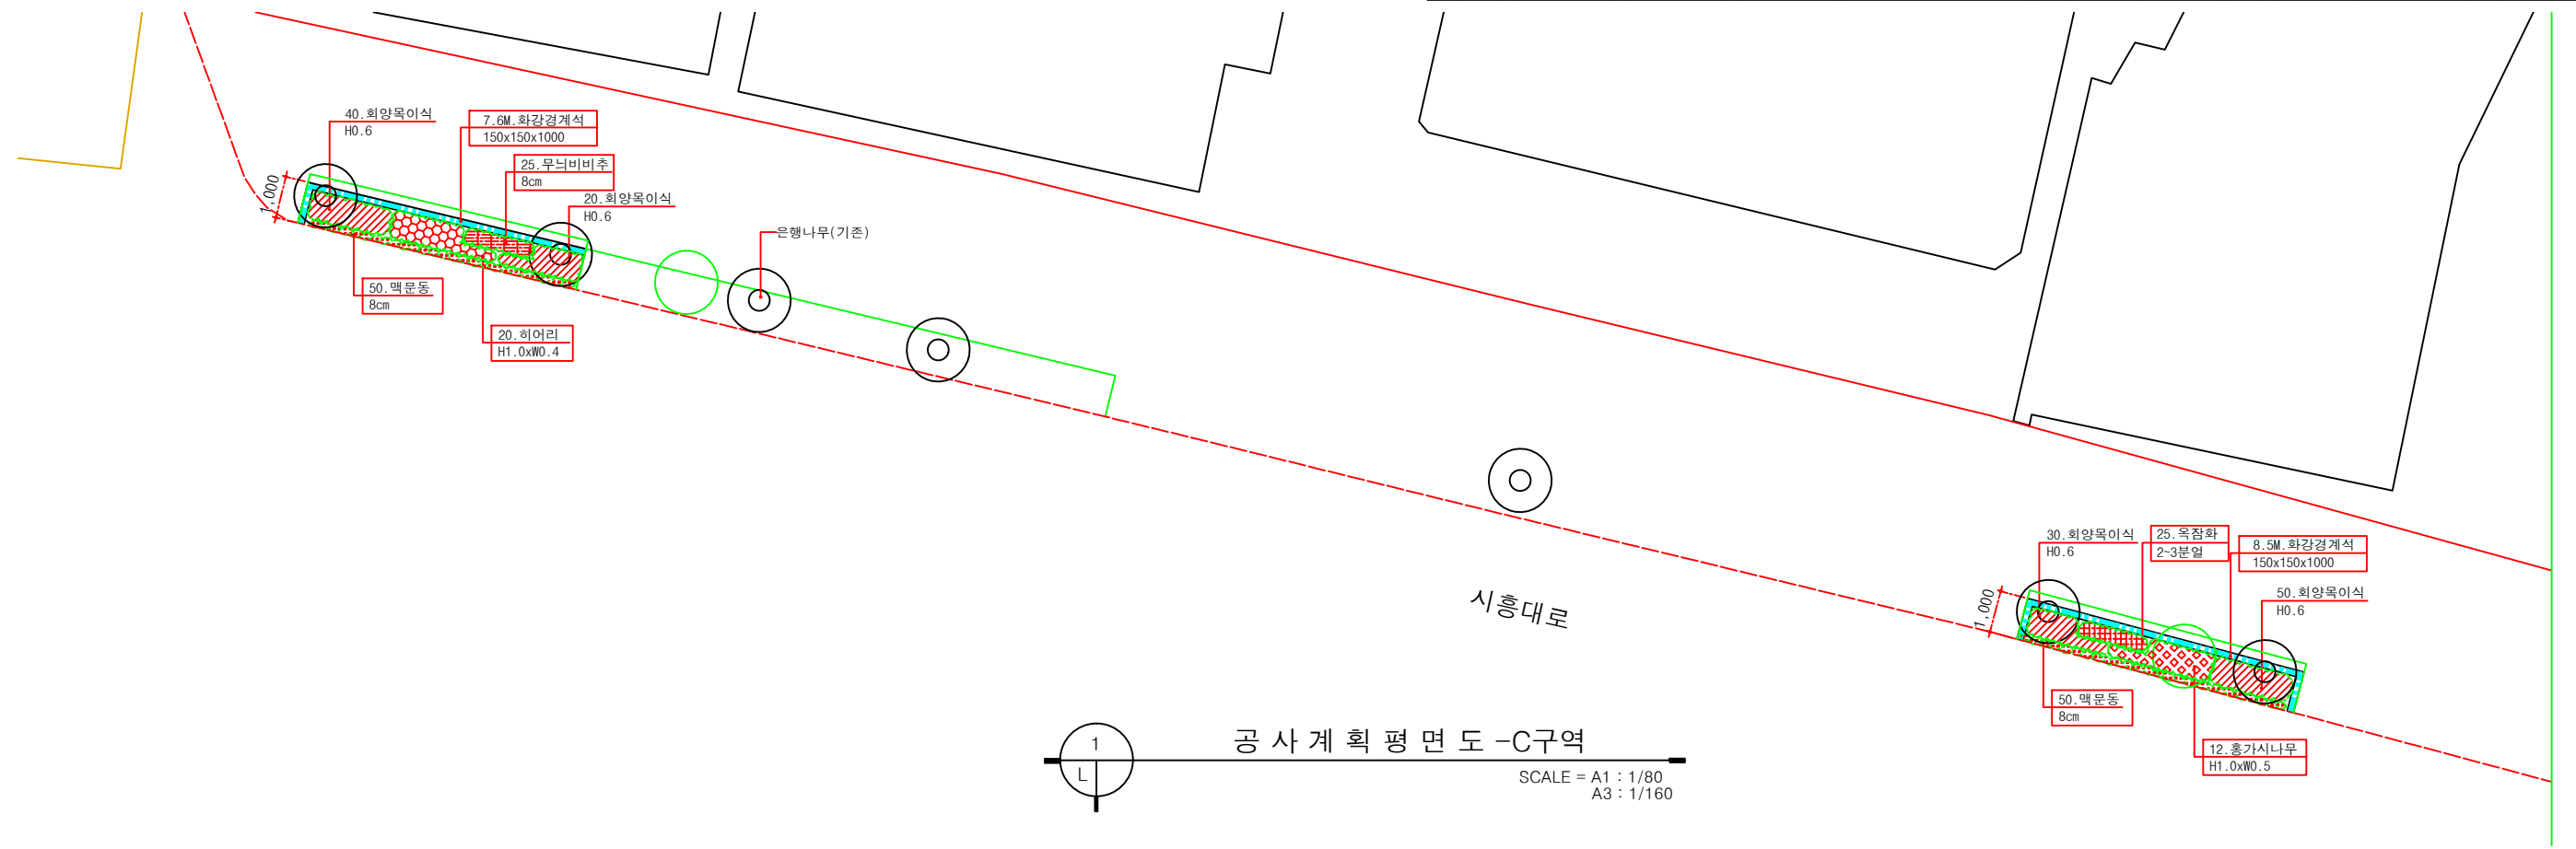 40.회양목이식
H0.6
7.6M.화강경계석
150x150x1000
25.무늬비비추
8cm
20.회양목이식
H0.6
1,000
은행나무(기존)
50.맥문동
8cm
20.히어리
H1.0xW0.4
30.회양목이식
H0.6
25.옥잠화
2~3분얼
8.5M.화강경계석
150x150x1000
50.회양목이식
H0.6
1,000
시흥대로
50.맥문동
8cm
12.홍가시나무
H1.0xW0.5
1
L
공 사 계 획 평 면 도 -C구역
SCALE = A1 : 1/80
A3 : 1/160